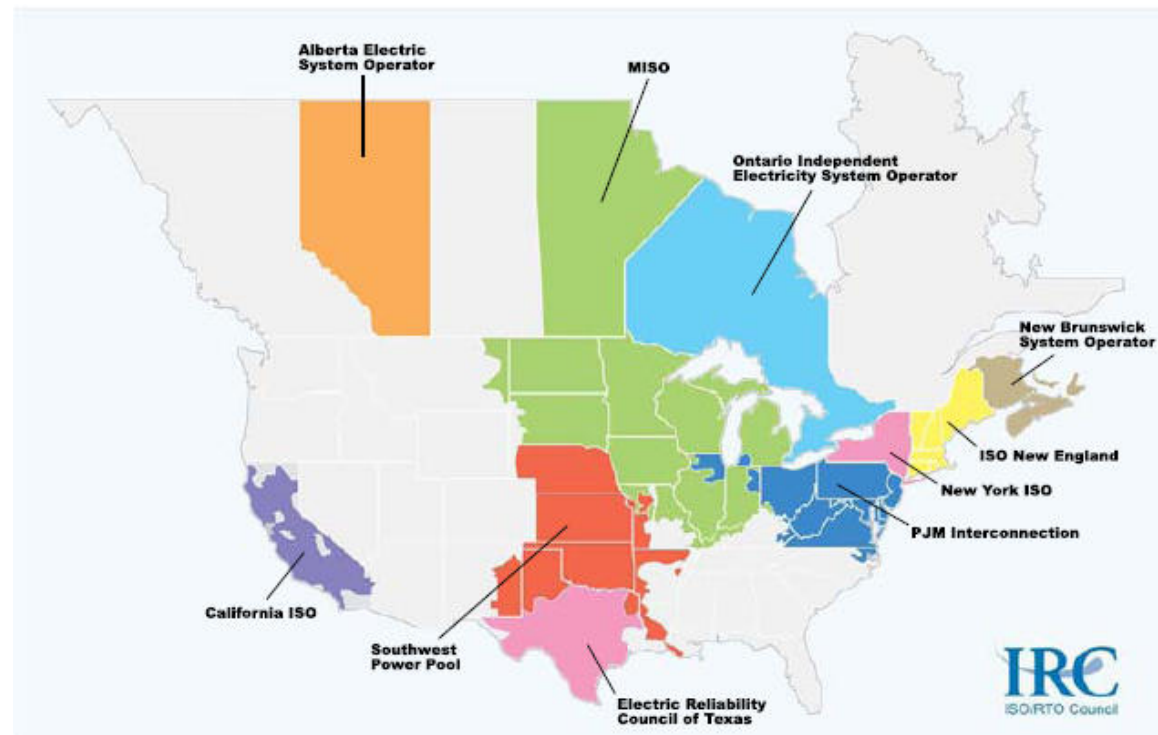 Alberta Electric
System Operator
MISO
Ontario Independent
Electricity System Operator
New Brunswick
System Operator
ISO New England
New York ISO
PJM Interconnection
California ISO
Southwest
Power Pool
Electric Reliability
Council of Texas
IRC
ISO/RTO Council